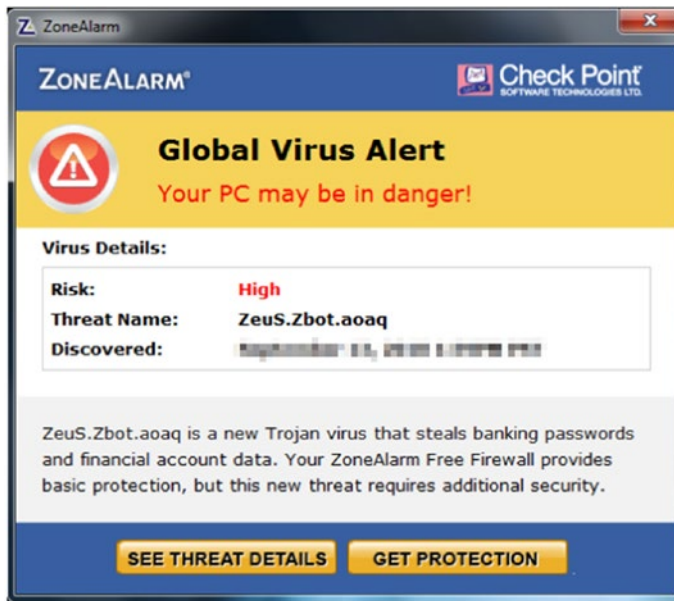 ZoneAlarm
ZONEALARM®
Check Point
SOFTWARE TECHNOLOGIES LTD.
Global Virus Alert
Your PC may be in danger!
Virus Details:
Risk: High
Threat Name: ZeuS.Zbot.aoaq
Discovered:
ZeuS.Zbot.aoaq is a new Trojan virus that steals banking passwords
and financial account data. Your ZoneAlarm Free Firewall provides
basic protection, but this new threat requires additional security.
SEE THREAT DETAILS
GET PROTECTION